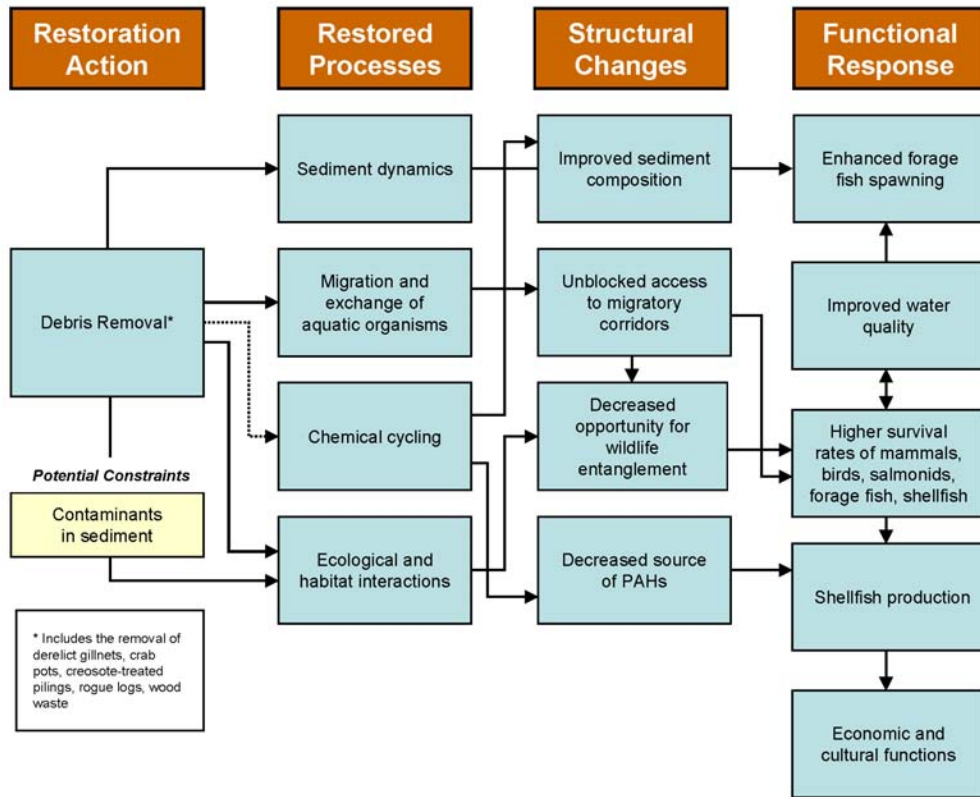 Restoration
Action
Restored
Processes
Structural
Changes
Functional
Response
Sediment dynamics
Improved sediment
composition
Enhanced forage
fish spawning
Debris Removal*
Migration and
exchange of
aquatic organisms
Unblocked access
to migratory
corridors
Improved water
quality
Chemical cycling
Decreased
opportunity for
wildlife
entanglement
Higher survival
rates of mammals,
birds, salmonids,
forage fish, shellfish
Potential Constraints
Contaminants
in sediment
Ecological and
habitat interactions
Decreased source
of PAHs
Shellfish production
* Includes the removal of
derelict gillnets, crab
pots, creosote-treated
pilings, rogue logs, wood
waste
Economic and
cultural functions